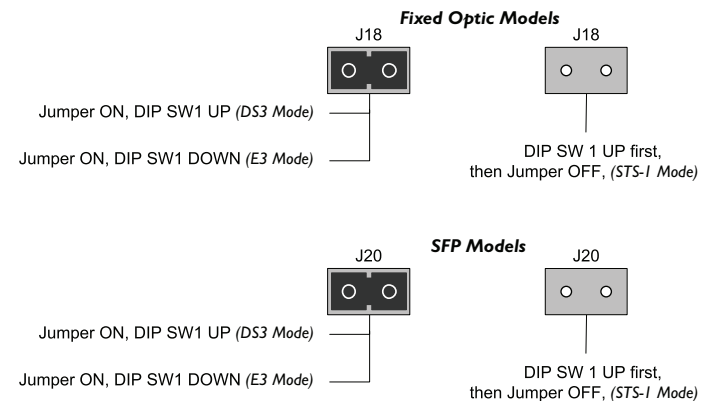 Fixed Optic Models
J18
J18
Jumper ON, DIP SW1 UP (DS3 Mode)
Jumper ON, DIP SW1 DOWN (E3 Mode)
DIP SW 1 UP first,
then Jumper OFF, (STS-1 Mode)
SFP Models
J20
J20
Jumper ON, DIP SW1 UP (DS3 Mode)
Jumper ON, DIP SW1 DOWN (E3 Mode)
DIP SW 1 UP first,
then Jumper OFF, (STS-1 Mode)